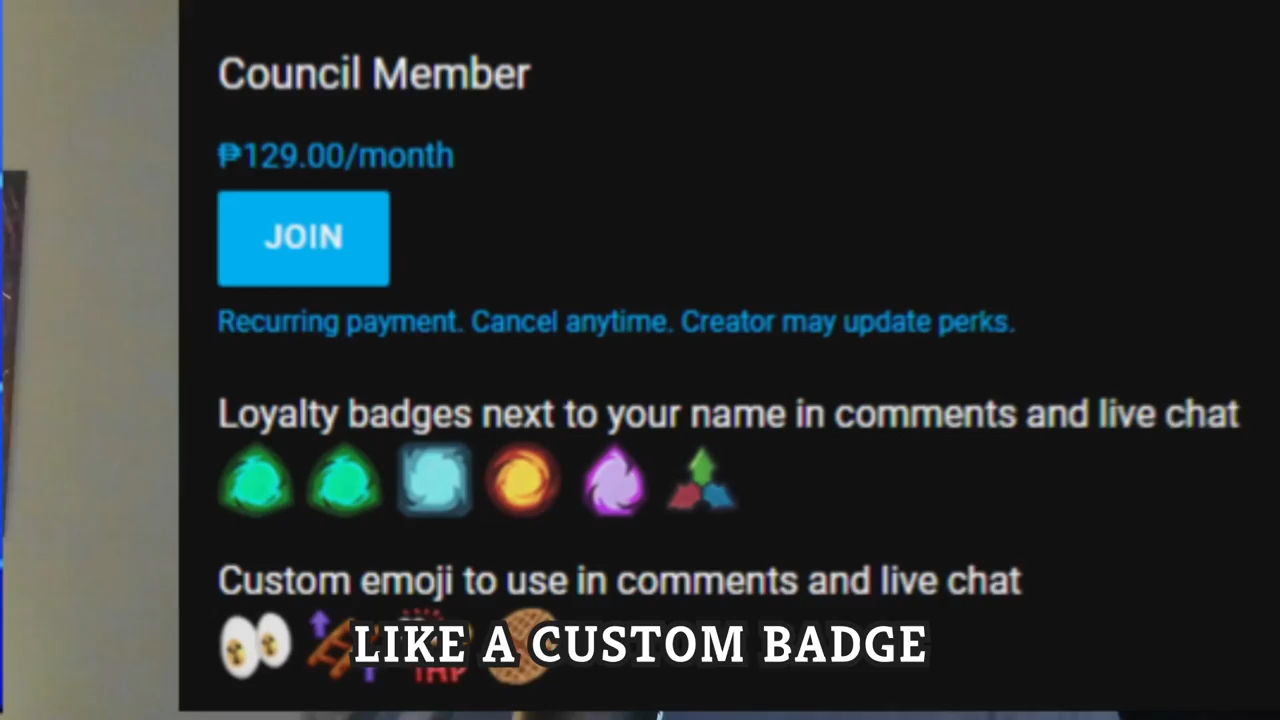 Council Member
₱129.00/month
JOIN
Recurring payment. Cancel anytime. Creator may update perks.
Loyalty badges next to your name in comments and live chat
Custom emoji to use in comments and live chat
LIKE A CUSTOM BADGE